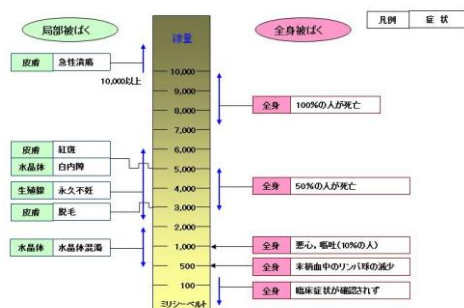 局部被ばく
線量
全身被ばく
凡例
症 状
皮膚 急性潰瘍
10,000以上
10,000
9,000
8,000
7,000
6,000
5,000
4,000
3,000
2,000
1,000
500
100
ミリシーベルト
皮膚 紅斑
水晶体 白内障
生殖腺 永久不妊
皮膚 脱毛
水晶体 水晶体混濁
全身 100%の人が死亡
全身 50%の人が死亡
全身 悪心，嘔吐(10%の人)
全身 末梢血中のリンパ球の減少
全身 臨床症状が確認されず